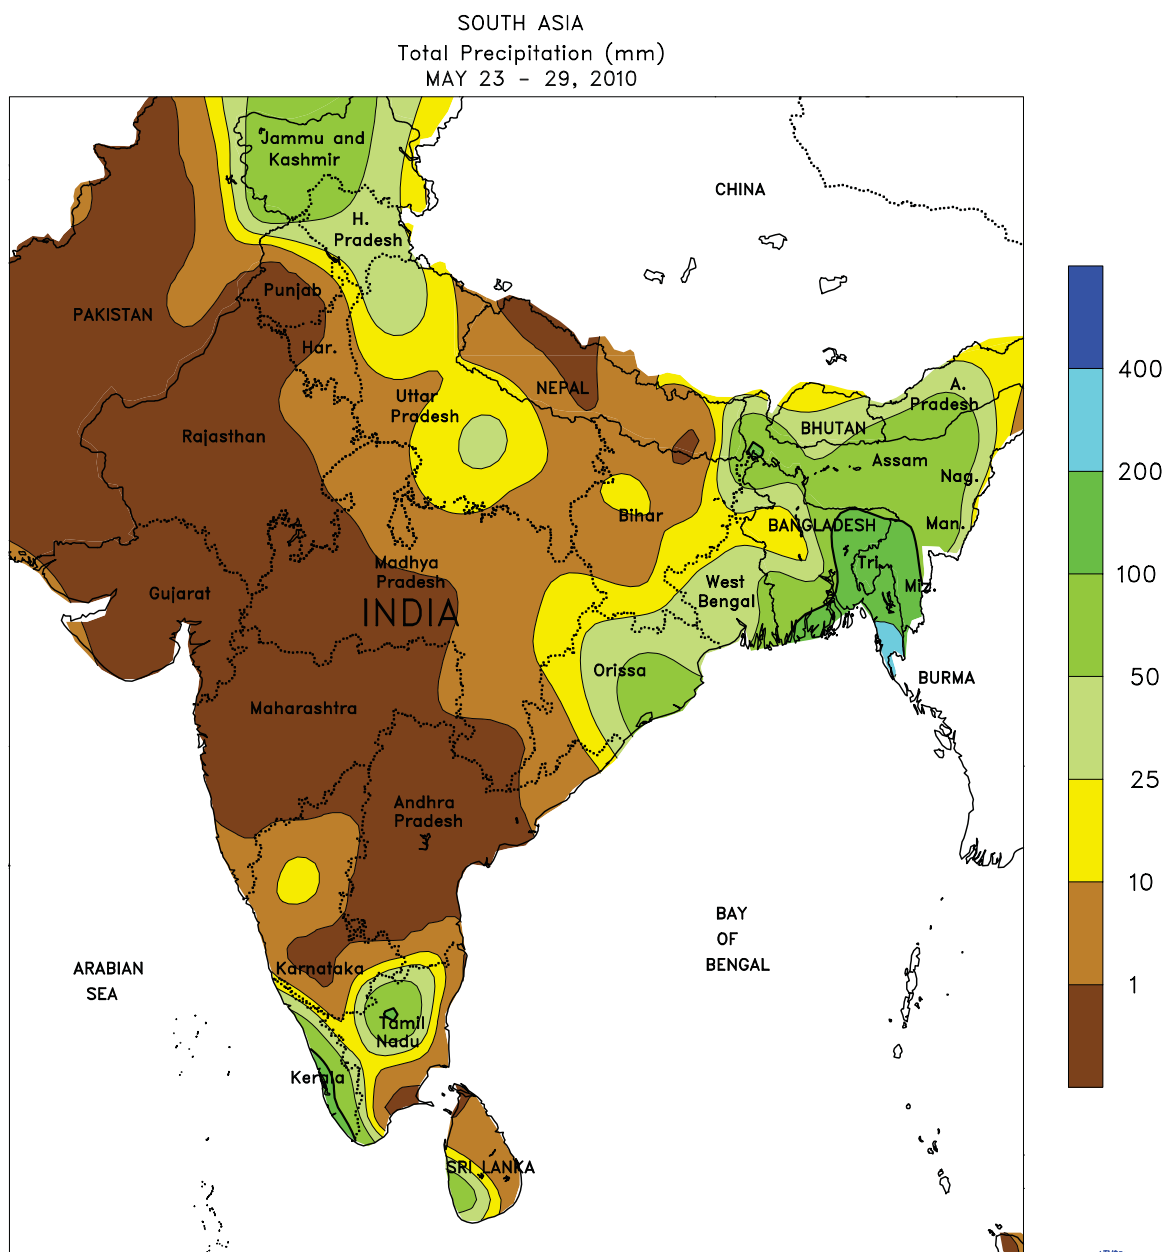 SOUTH ASIA
Total Precipitation (mm)
MAY 23 - 29, 2010
Jammu and
Kashmir
CHINA
H.
Pradesh
Punjab
PAKISTAN
Har.
400
A.
Pradesh
NEPAL
Uttar
Pradesh
BHUTAN
Rajasthan
Assam
200
Nag.
Bihar
BANGLADESH
Man.
Madhya
Pradesh
Tri.
100
Gujarat
West
Bengal
Miz.
INDIA
Orissa
BURMA
50
Maharashtra
25
Andhra
Pradesh
10
BAY
OF
BENGAL
ARABIAN
SEA
Karnataka
1
Tamil
Nadu
Kerala
SRI LANKA